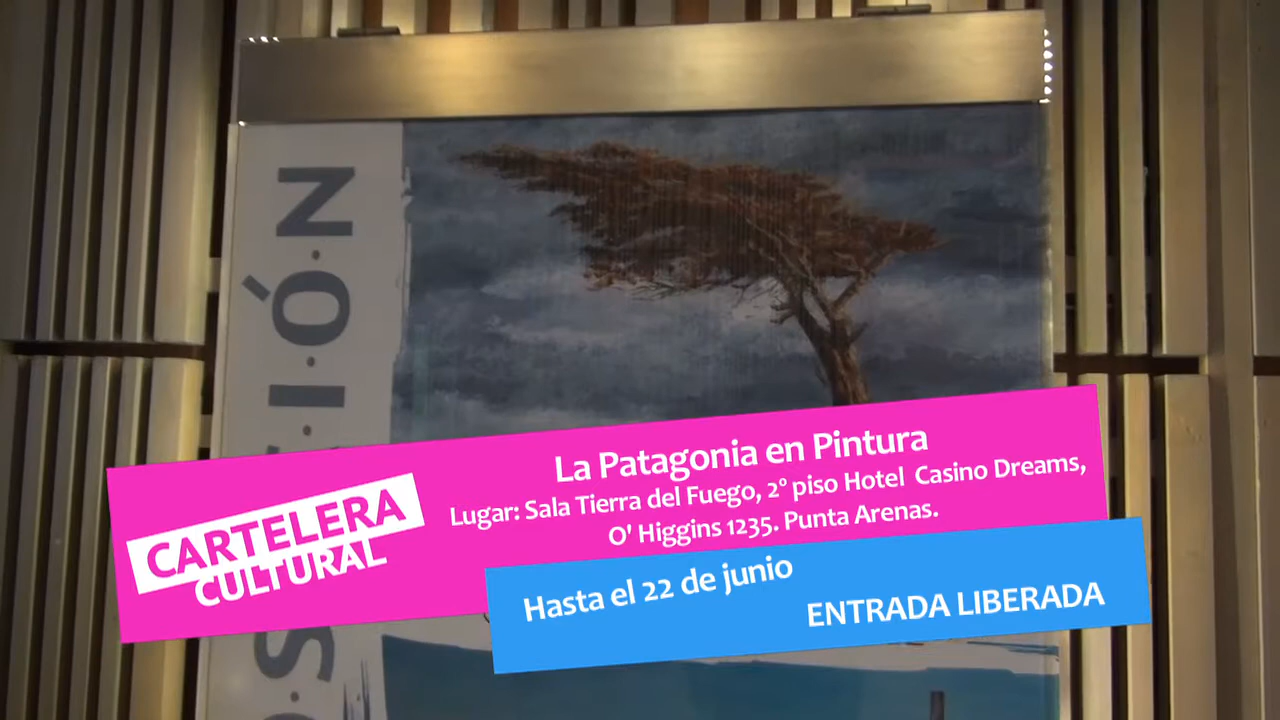 O·S·I·Ó·N
CARTELERA
CULTURAL
La Patagonia en Pintura
Lugar: Sala Tierra del Fuego, 2º piso Hotel Casino Dreams,
O' Higgins 1235. Punta Arenas.
Hasta el 22 de junio
ENTRADA LIBERADA